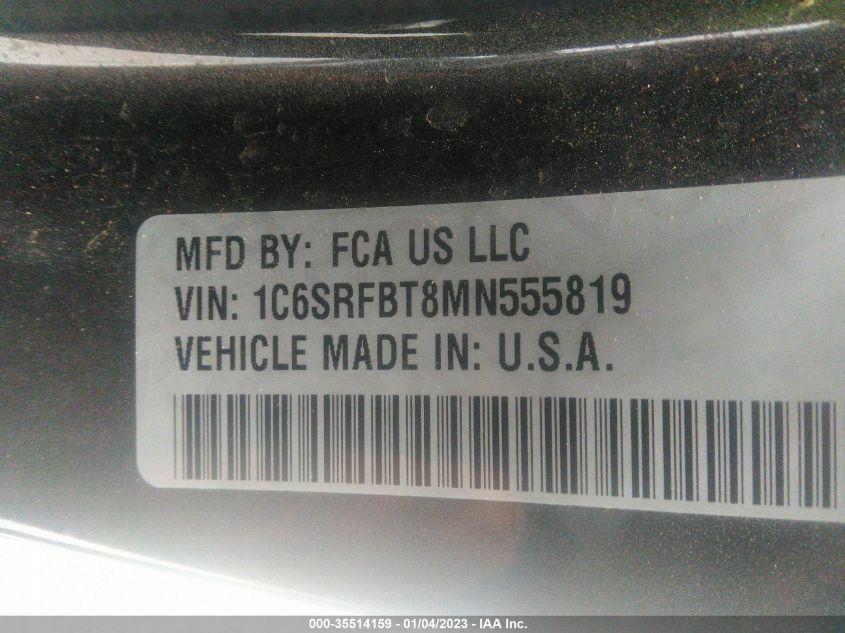 MFD BY: FCA US LLC
VIN: 1C6SRFBT8MN555819
VEHICLE MADE IN: U.S.A.
000-35514159 - 01/04/2023 - IAA Inc.